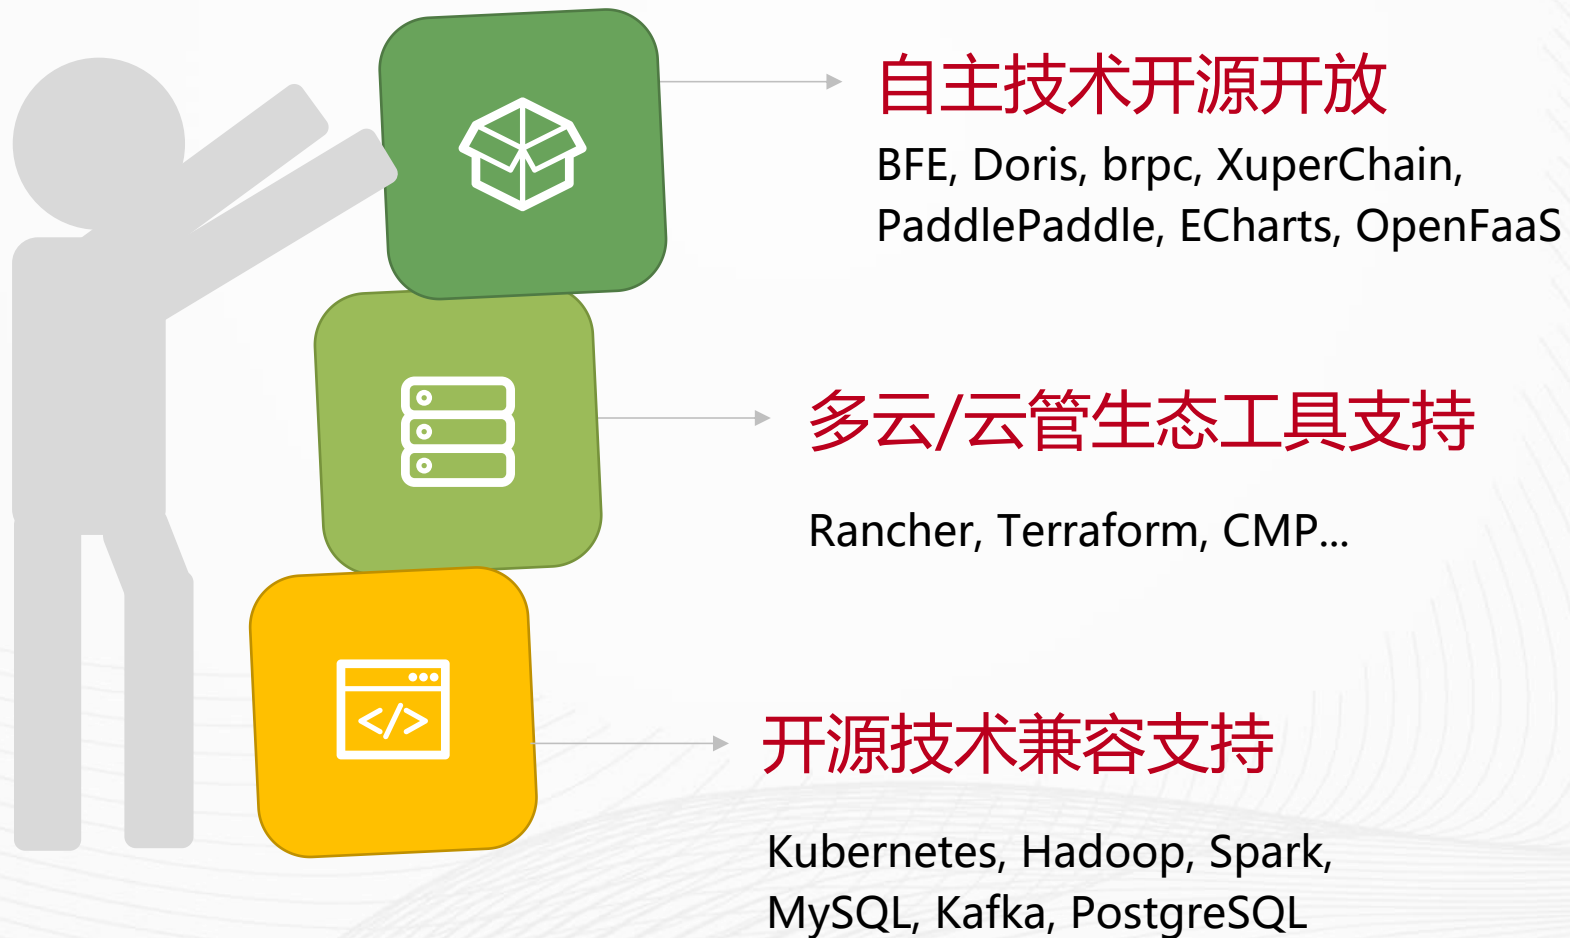 自主技术开源开放
BFE, Doris, brpc, XuperChain,
PaddlePaddle, ECharts, OpenFaaS
多云/云管生态工具支持
Rancher, Terraform, CMP...
</>
开源技术兼容支持
Kubernetes, Hadoop, Spark,
MySQL, Kafka, PostgreSQL